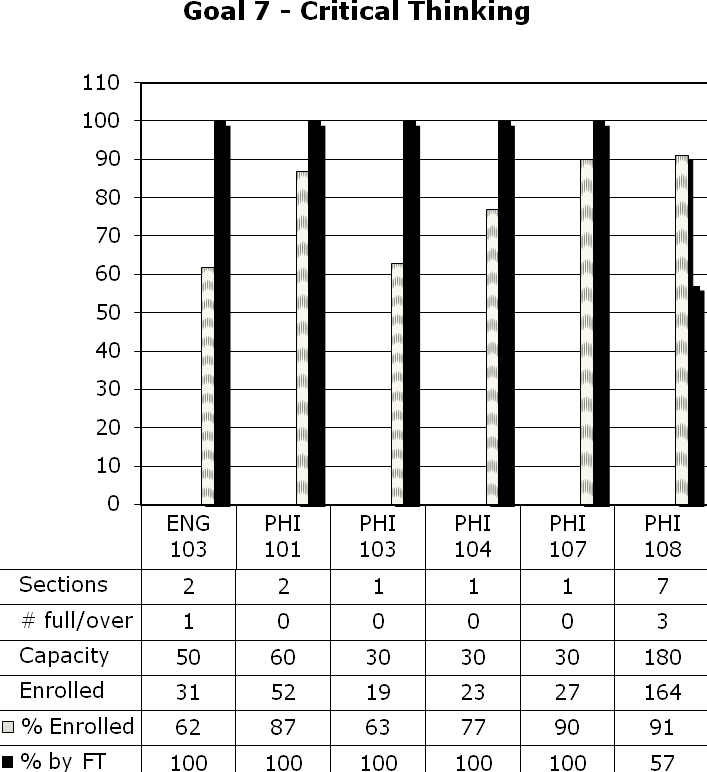 Goal 7 - Critical Thinking
110
100
90
80
70
60
50
40
30
20
10
0
ENG 103 PHI 101 PHI 103 PHI 104 PHI 107 PHI 108
Sections 2 2 1 1 1 7
# full/over 1 0 0 0 0 3
Capacity 50 60 30 30 30 180
Enrolled 31 52 19 23 27 164
% Enrolled 62 87 63 77 90 91
% by FT 100 100 100 100 100 57